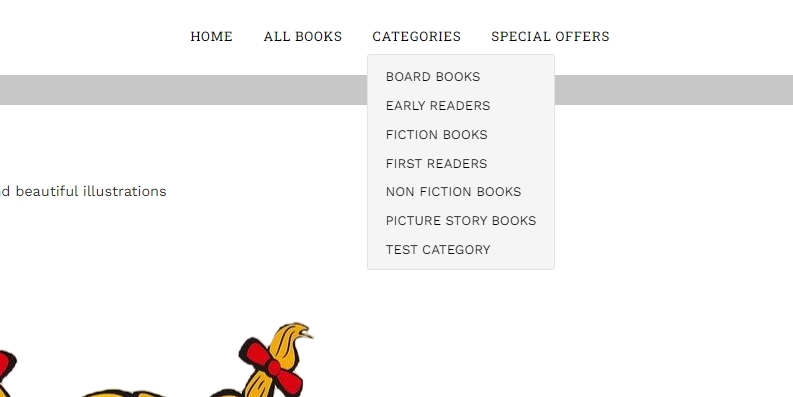 HOME ALL BOOKS CATEGORIES SPECIAL OFFERS
BOARD BOOKS
EARLY READERS
FICTION BOOKS
FIRST READERS
NON FICTION BOOKS
PICTURE STORY BOOKS
TEST CATEGORY
beautiful illustrations